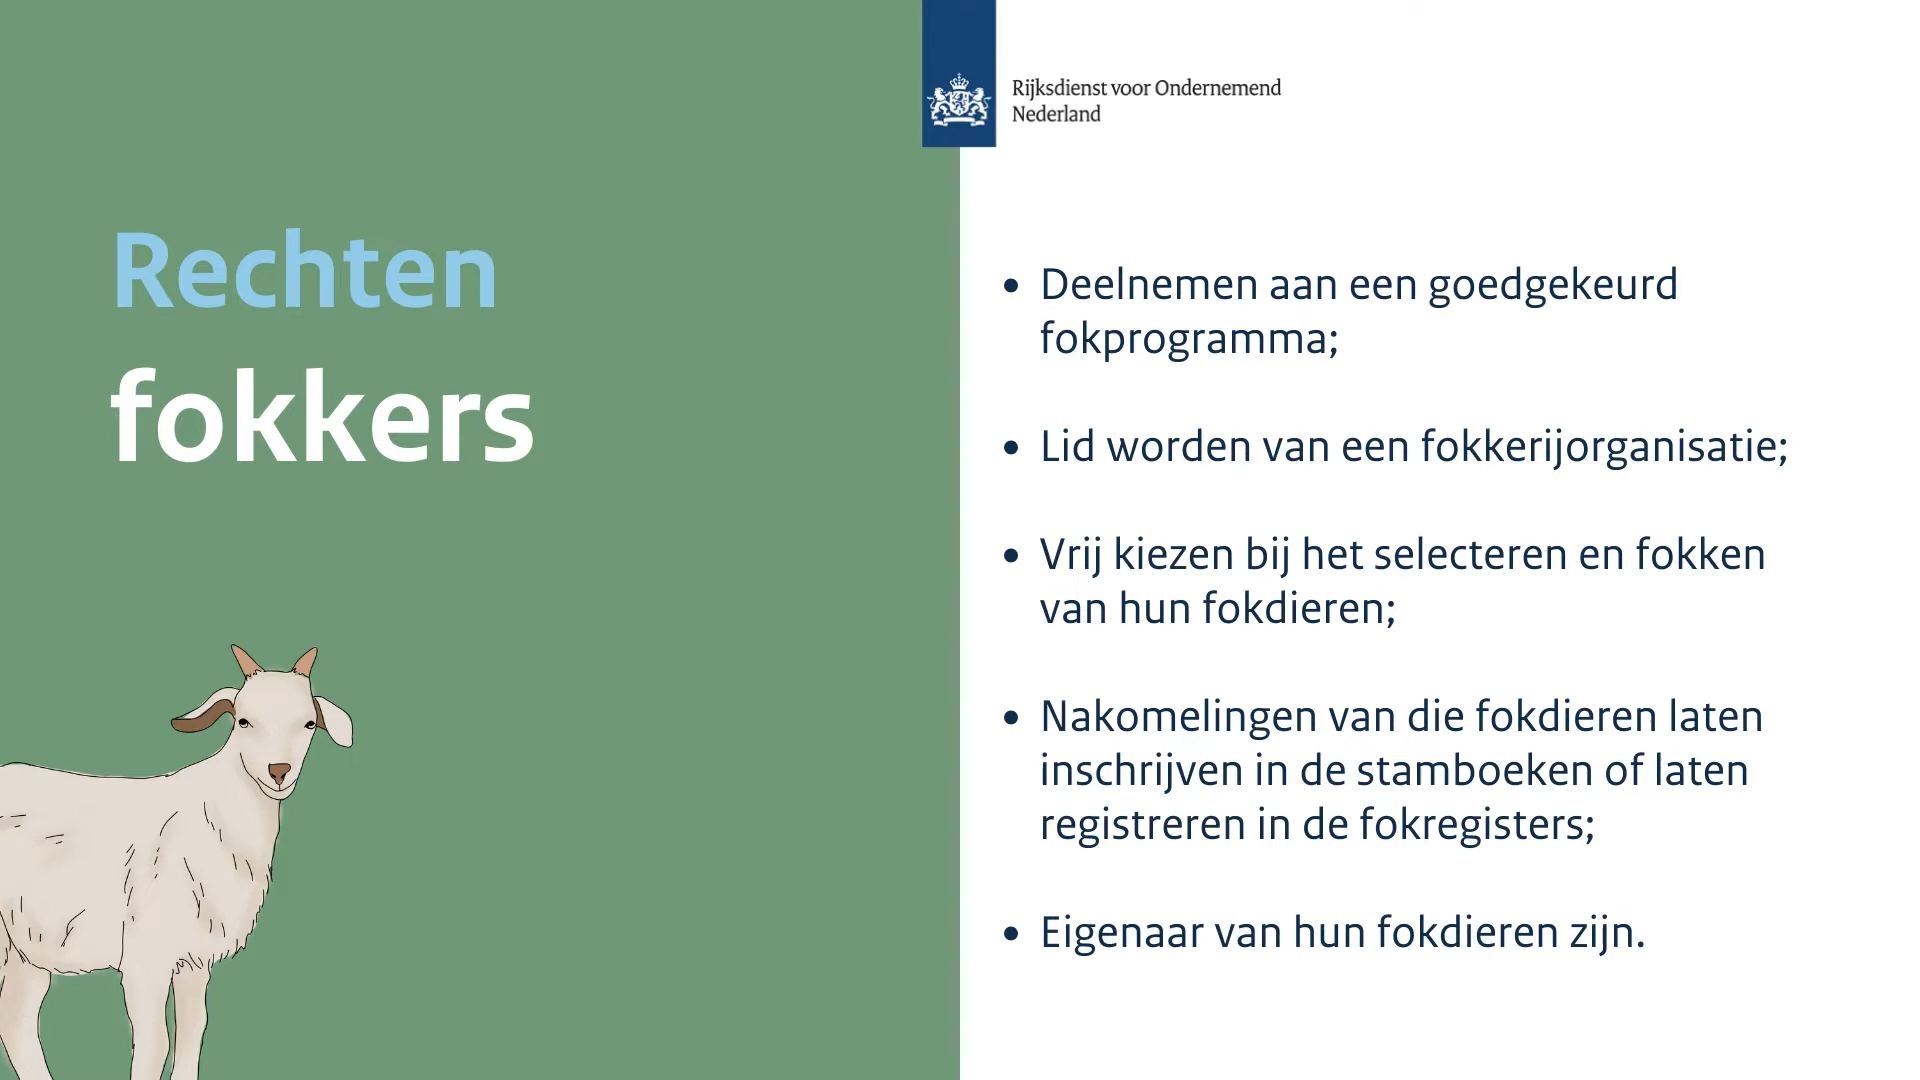 Rijksdienst voor Ondernemend
Nederland
Rechten
fokkers
• Deelnemen aan een goedgekeurd
fokprogramma;
• Lid worden van een fokkerijorganisatie;
• Vrij kiezen bij het selecteren en fokken
van hun fokdieren;
• Nakomelingen van die fokdieren laten
inschrijven in de stamboeken of laten
registreren in de fokregisters;
• Eigenaar van hun fokdieren zijn.